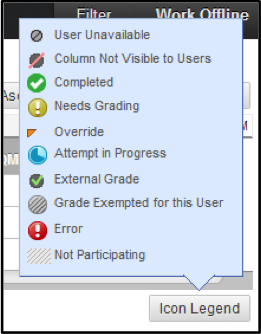 Filter
Work Offline
User Unavailable
Column Not Visible to Users
Completed
Needs Grading
Override
Attempt in Progress
External Grade
Grade Exempted for this User
Error
Not Participating
Icon Legend